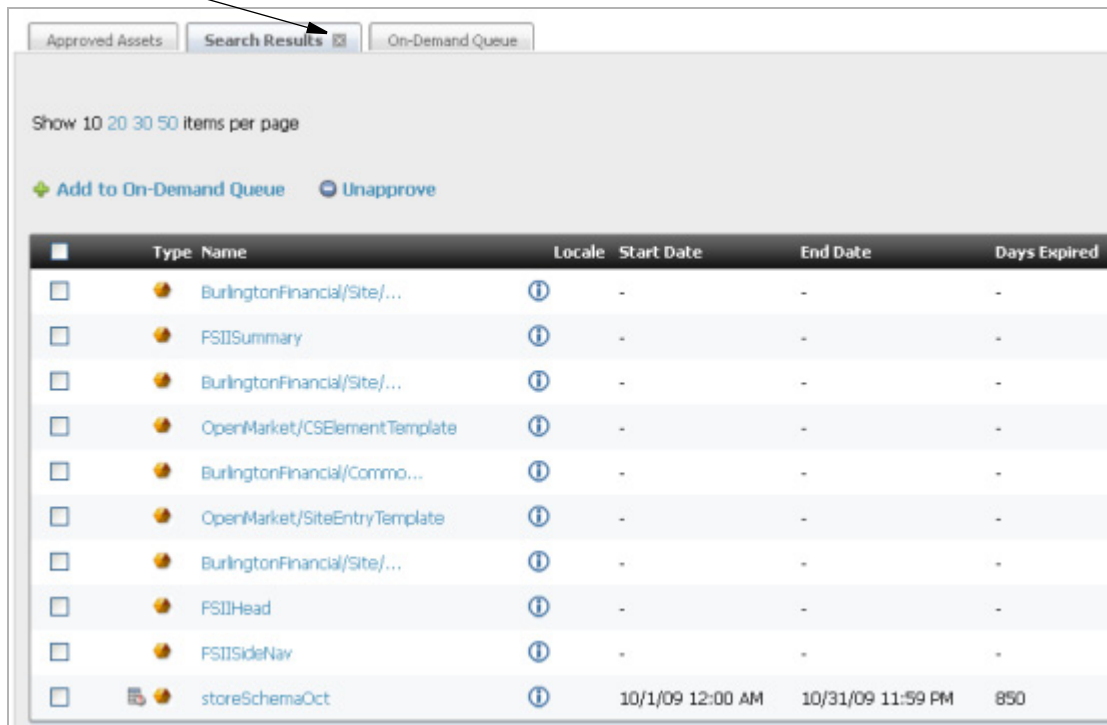 Approved Assets Search Results On-Demand Queue
Show 10 20 30 50 items per page
Add to On-Demand Queue Unapprove
Type Name Locale Start Date End Date Days Expired
BurlingtonFinancial/Site/... - - -
FSIISummary - - -
BurlingtonFinancial/Site/... - - -
OpenMarket/CSElementTemplate - - -
BurlingtonFinancial/Commo... - - -
OpenMarket/SiteEntryTemplate - - -
BurlingtonFinancial/Site/... - - -
FSIIHead - - -
FSIISideNav - - -
storeSchemaOct 10/1/09 12:00 AM 10/31/09 11:59 PM 850